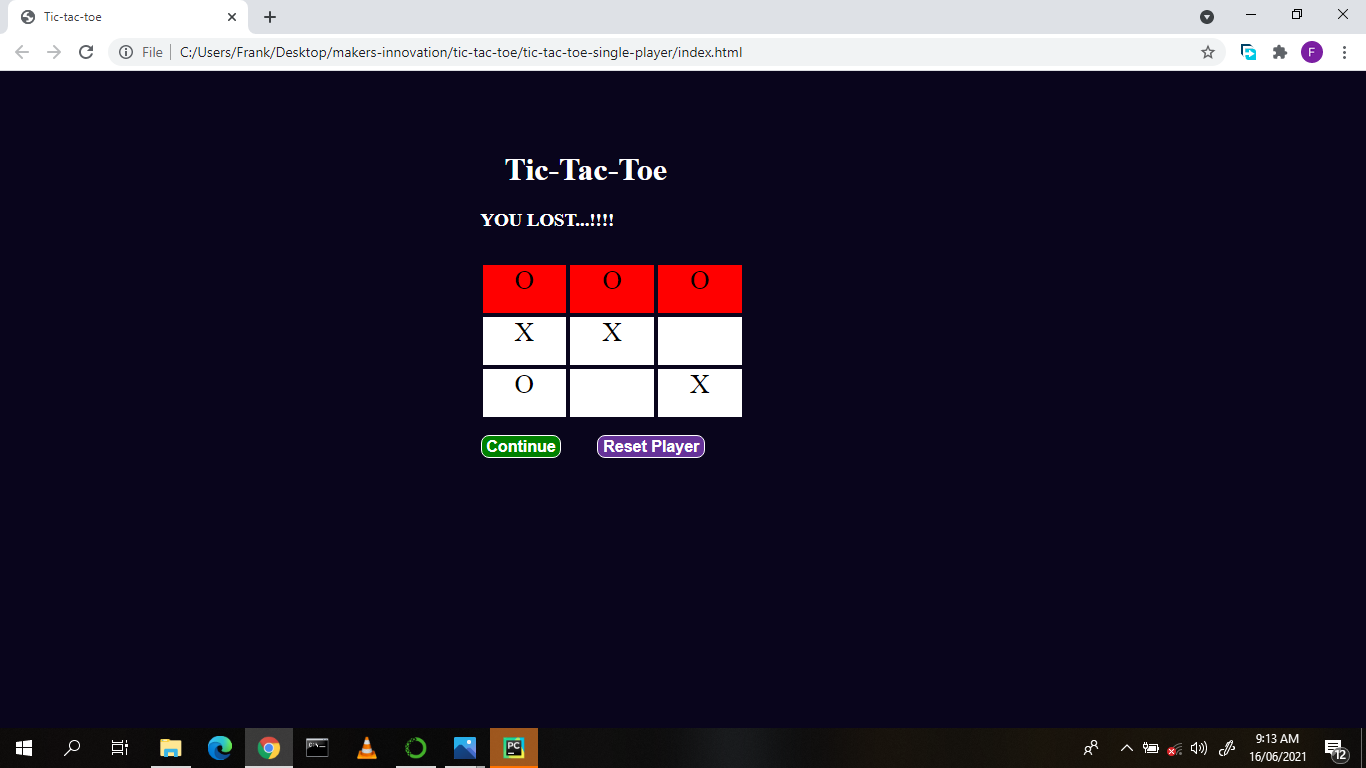 Tic-tac-toe
File C:/Users/Frank/Desktop/makers-innovation/tic-tac-toe/tic-tac-toe-single-player/index.html
F
Tic-Tac-Toe
YOU LOST...!!!!
O O O
X X
O X
Continue Reset Player
C:\
PC
9:13 AM
16/06/2021
12